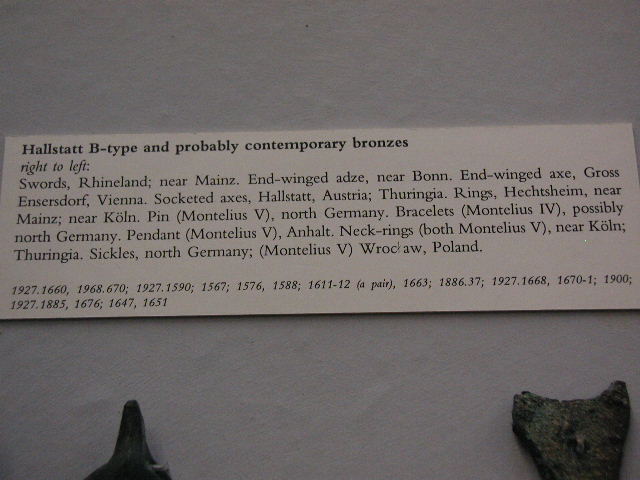 Hallstatt B-type and probably contemporary bronzes
right to left:
Swords, Rhineland; near Mainz. End-winged adze, near Bonn. End-winged axe, Gross
Ensersdorf, Vienna. Socketed axes, Hallstatt, Austria; Thuringia. Rings, Hechtsheim, near
Mainz; near Köln. Pin (Montelius V), north Germany. Bracelets (Montelius IV), possibly
north Germany. Pendant (Montelius V), Anhalt. Neck-rings (both Montelius V), near Köln;
Thuringia. Sickles, north Germany; (Montelius V) Wrocław, Poland.
1927.1660, 1968.670; 1927.1590; 1567; 1576, 1588; 1611-12 (a pair), 1663; 1886.37; 1927.1668, 1670-1; 1900;
1927.1885, 1676; 1647, 1651